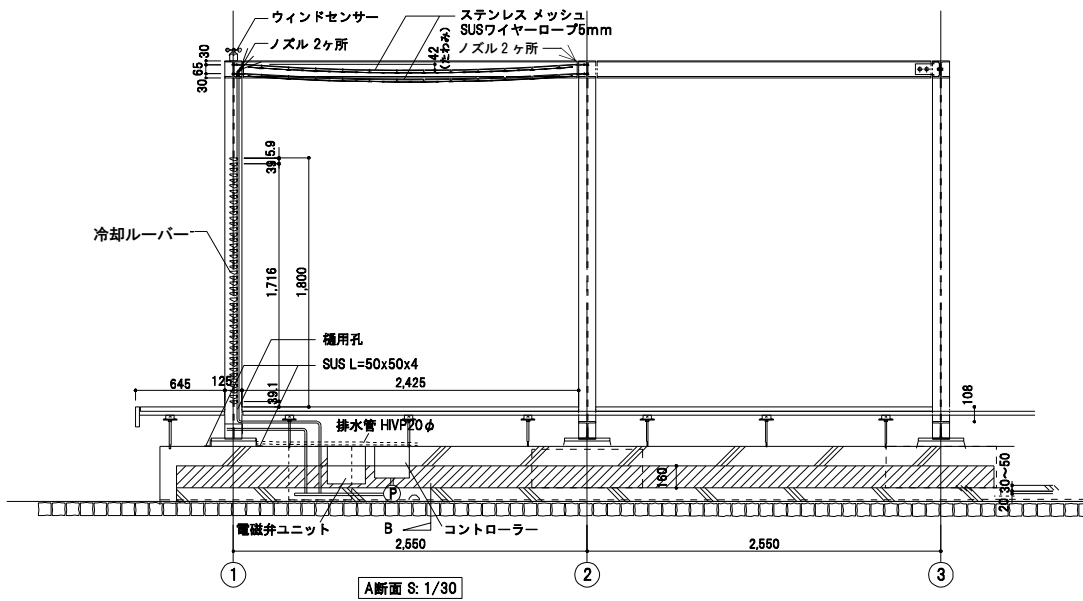 ウィンドセンサー
ステンレス メッシュ
SUSワイヤーロープ5mm
ノズル 2ヶ所
42
(たわみ)
ノズル 2ヶ所
30
65
30
39.
5.9
冷却ルーバー
1,716
1,800
樋用孔
SUS L=50x50x4
645
125
39.1
2,425
108
排水管 HIVP20φ
160
30~50
20
P
電磁弁ユニット
B
コントローラー
2,550
2,550
1
2
3
A断面 S: 1/30